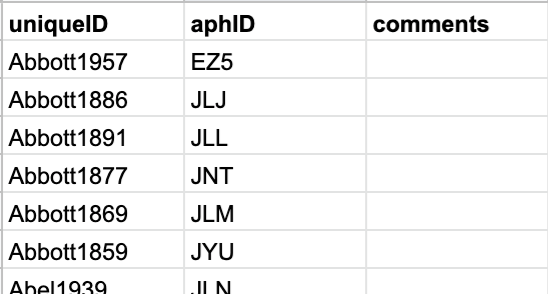 uniqueID aphID comments
Abbott1957 EZ5
Abbott1886 JLJ
Abbott1891 JLL
Abbott1877 JNT
Abbott1869 JLM
Abbott1859 JYU
Abel1939 JLN